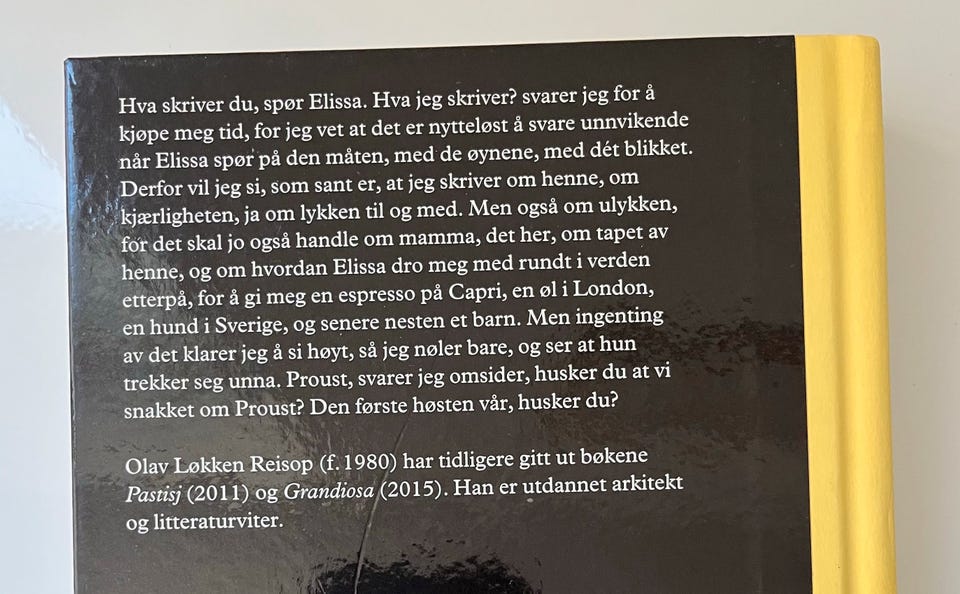 Hva skriver du, spør Elissa. Hva jeg skriver? svarer jeg for å
kjøpe meg tid, for jeg vet at det er nytteløst å svare unnvikende
når Elissa spør på den måten, med de øynene, med dét blikket.
Derfor vil jeg si, som sant er, at jeg skriver om henne, om
kjærligheten, ja om lykken til og med. Men også om ulykken,
for det skal jo også handle om mamma, det her, om tapet av
henne, og om hvordan Elissa dro meg med rundt i verden
etterpå, for å gi meg en espresso på Capri, en øl i London,
en hund i Sverige, og senere nesten et barn. Men ingenting
av det klarer jeg å si høyt, så jeg nøler bare, og ser at hun
trekker seg unna. Proust, svarer jeg omsider, husker du at vi
snakket om Proust? Den første høsten vår, husker du?
Olav Løkken Reisop (f. 1980) har tidligere gitt ut bøkene
Pastisj (2011) og Grandiosa (2015). Han er utdannet arkitekt
og litteraturviter.